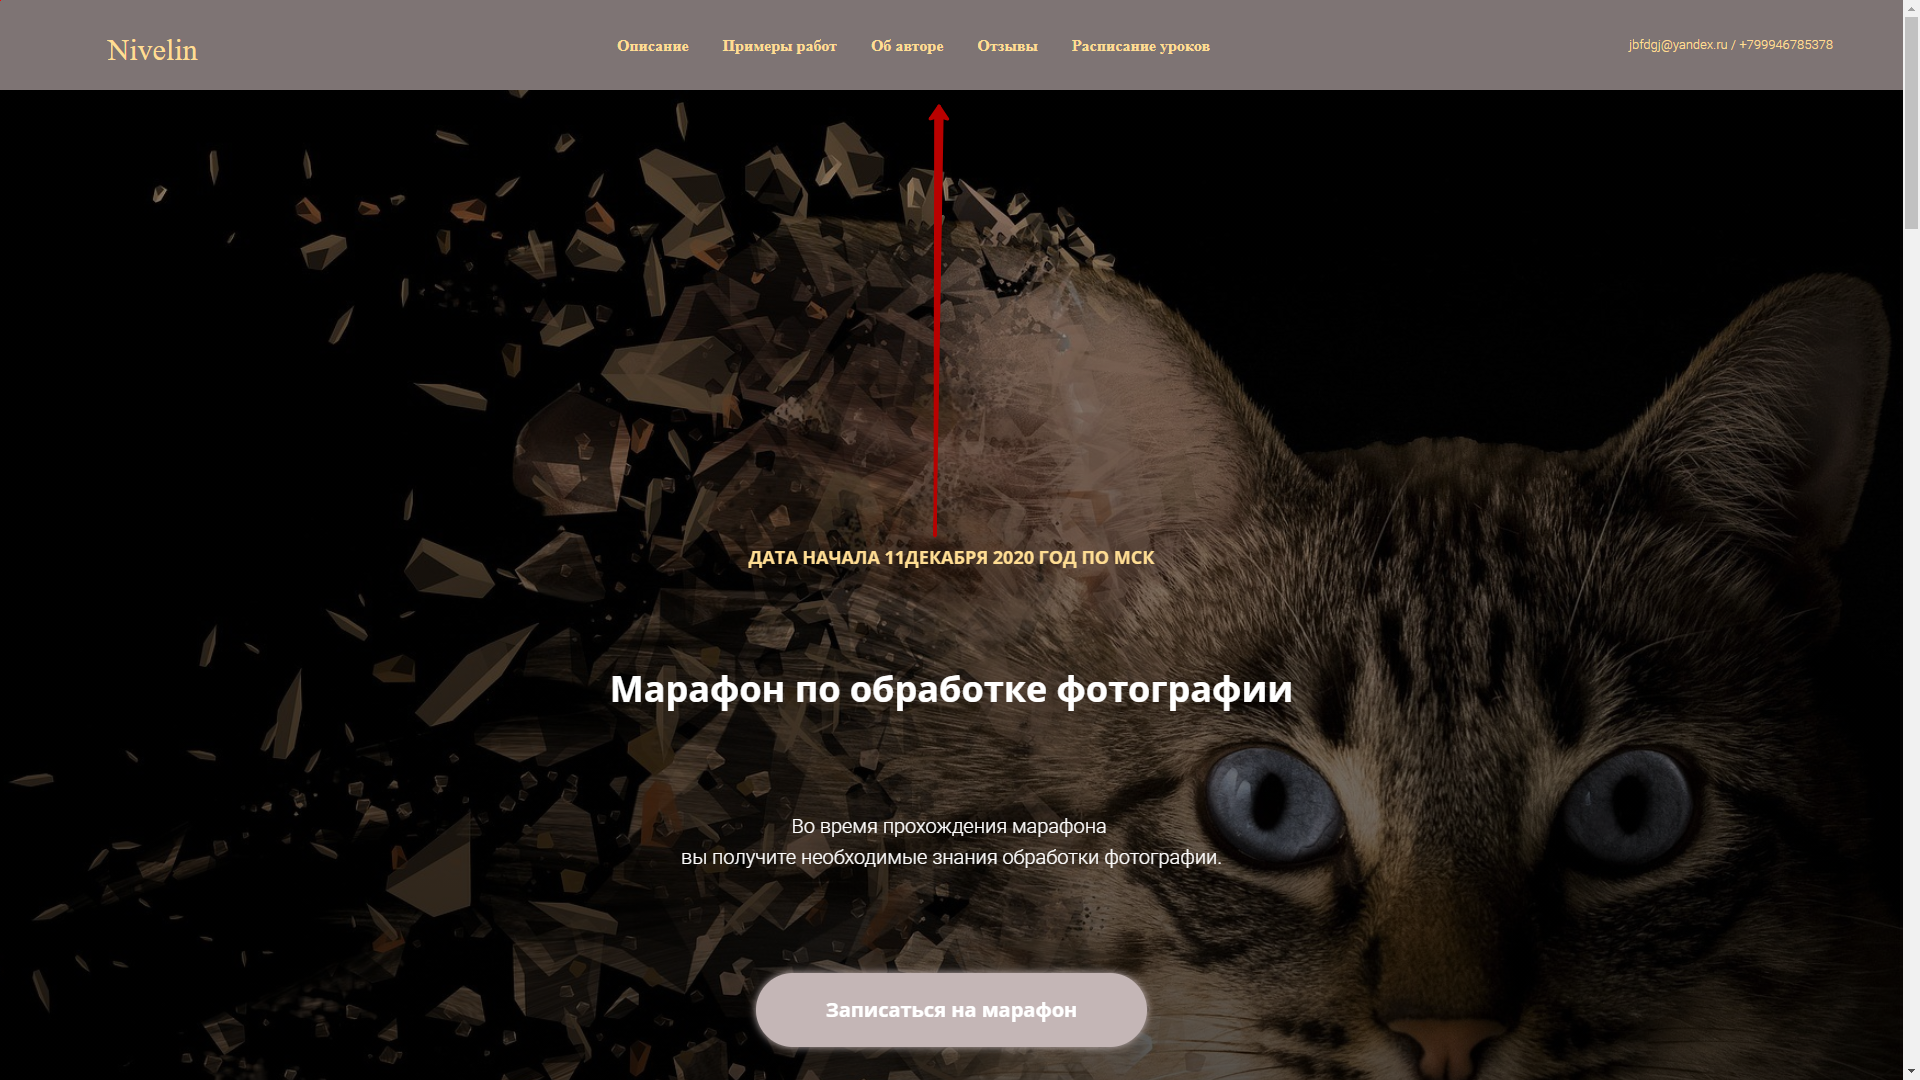 Nivelin
Описание Примеры работ Об авторе Отзывы Расписание уроков
jbfdgj@yandex.ru / +799946785378
ДАТА НАЧАЛА 11ДЕКАБРЯ 2020 ГОД ПО МСК
Марафон по обработке фотографии
Во время прохождения марафона
вы получите необходимые знания обработки фотографии.
Записаться на марафон